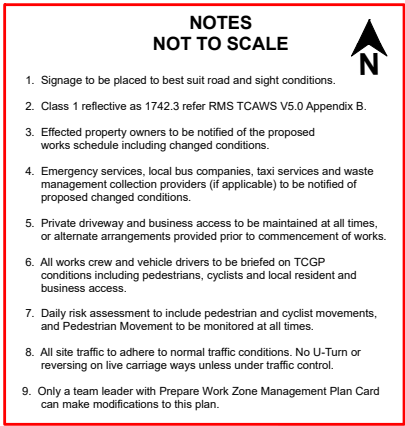 NOTES
NOT TO SCALE
N
1. Signage to be placed to best suit road and sight conditions.
2. Class 1 reflective as 1742.3 refer RMS TCAWS V5.0 Appendix B.
3. Effected property owners to be notified of the proposed
works schedule including changed conditions.
4. Emergency services, local bus companies, taxi services and waste
management collection providers (if applicable) to be notified of
proposed changed conditions.
5. Private driveway and business access to be maintained at all times,
or alternate arrangements provided prior to commencement of works.
6. All works crew and vehicle drivers to be briefed on TCGP
conditions including pedestrians, cyclists and local resident and
business access.
7. Daily risk assessment to include pedestrian and cyclist movements,
and Pedestrian Movement to be monitored at all times.
8. All site traffic to adhere to normal traffic conditions. No U-Turn or
reversing on live carriage ways unless under traffic control.
9. Only a team leader with Prepare Work Zone Management Plan Card
can make modifications to this plan.